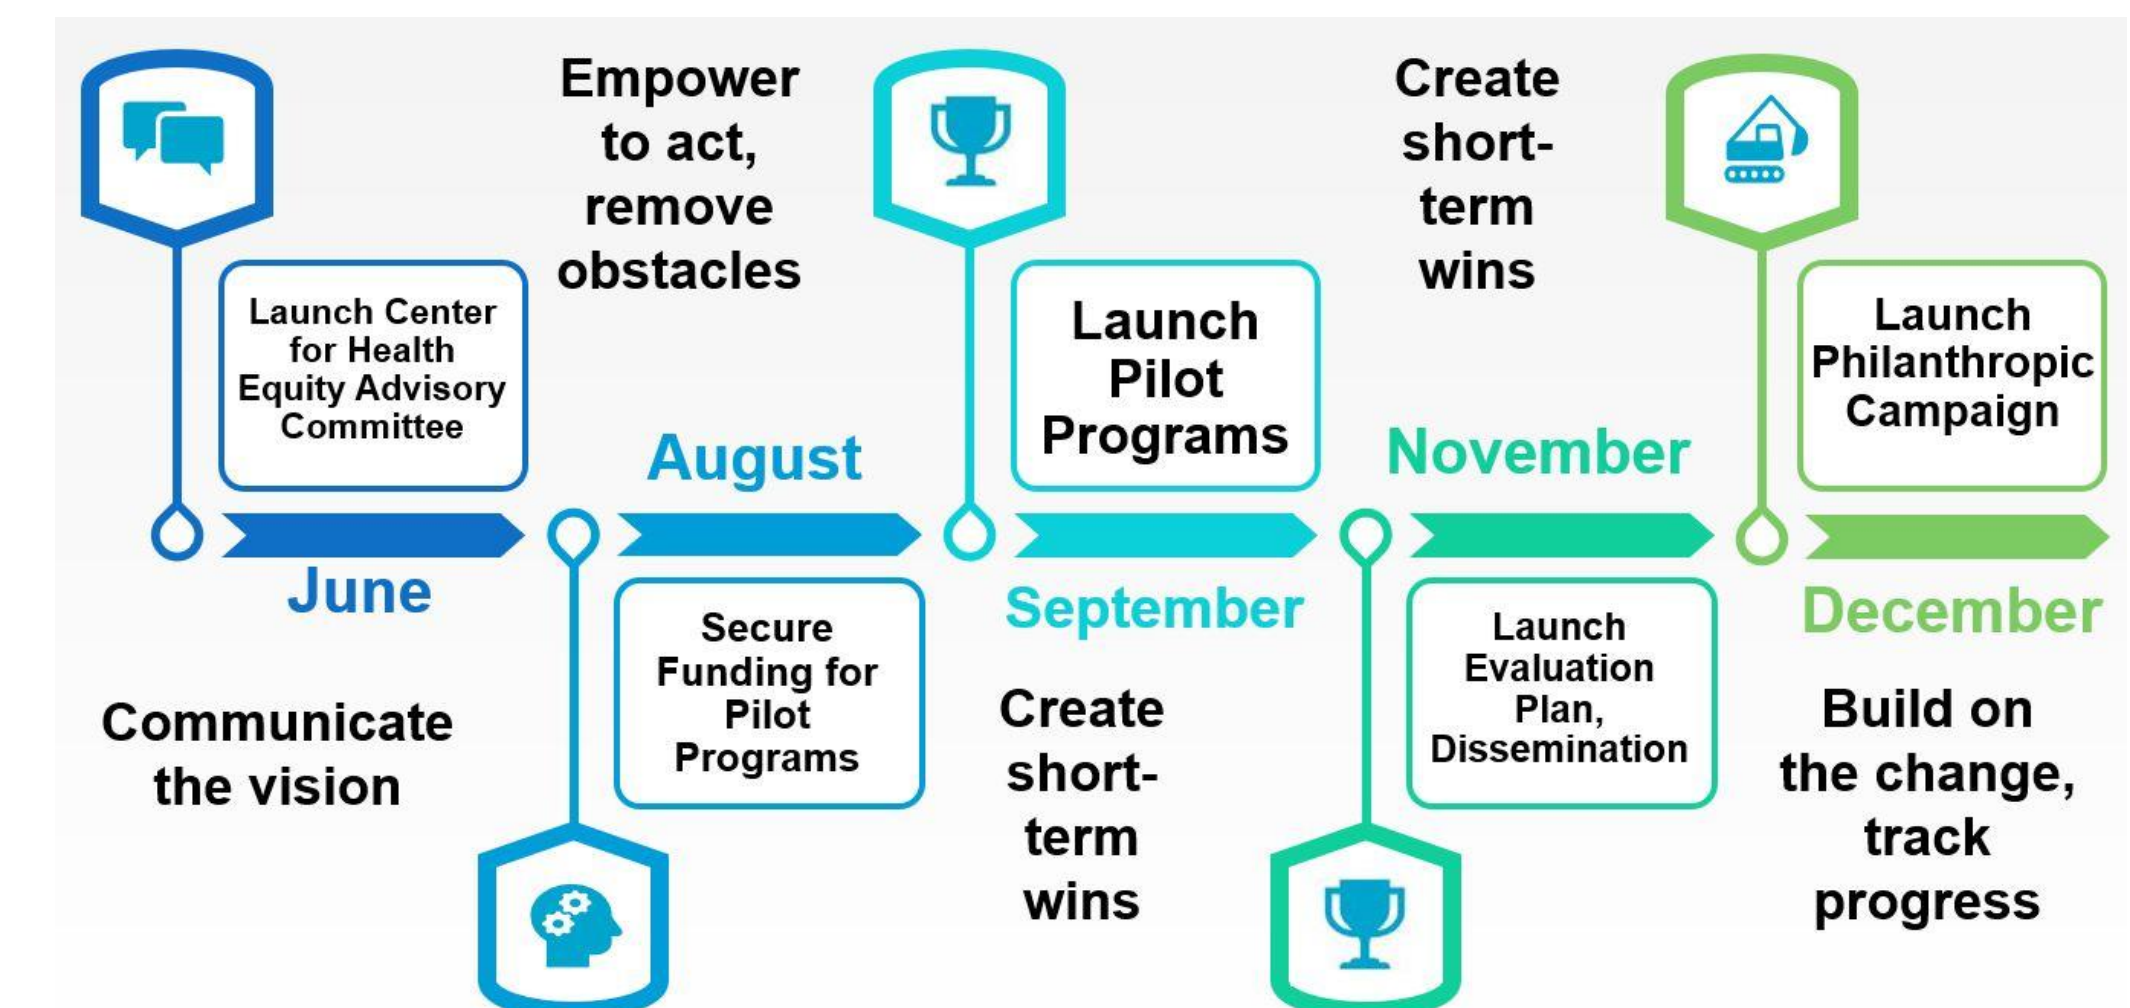 Launch Center
for Health
Equity Advisory
Committee
June
Communicate
the vision
Empower
to act,
remove
obstacles
August
Secure
Funding for
Pilot
Programs
Launch
Pilot
Programs
September
Create
short-
term
wins
Create
short-
term
wins
November
Launch
Evaluation
Plan,
Dissemination
Launch
Philanthropic
Campaign
December
Build on
the change,
track
progress